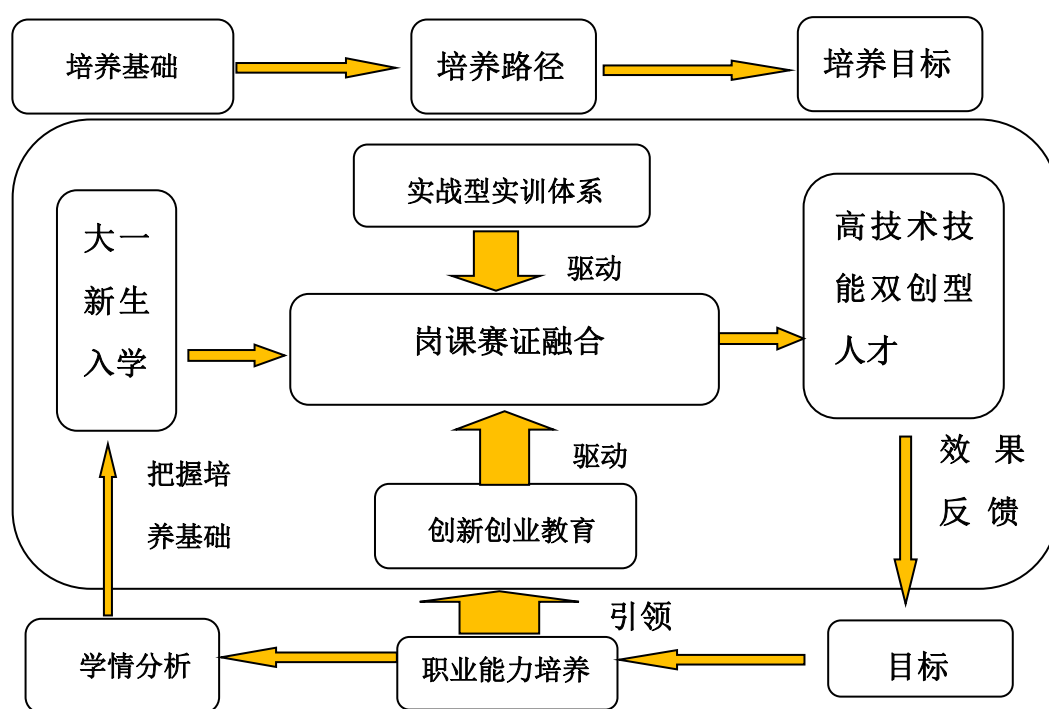 培养基础
培养路径
培养目标
实战型实训体系
大一
新生
入学
驱动
岗课赛证融合
高技术技
能双创型
人才
驱动
把握培
养基础
创新创业教育
效 果
反 馈
引领
学情分析
职业能力培养
目标